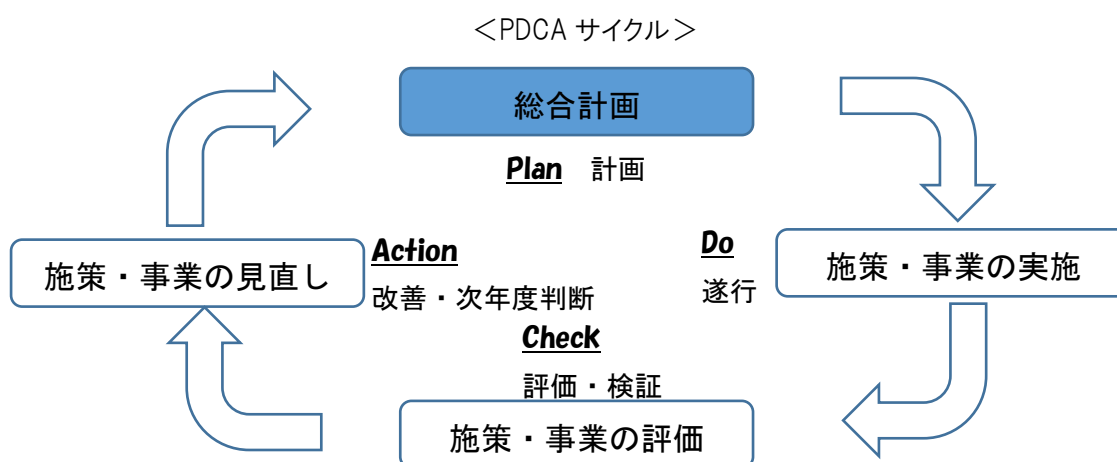 ＜PDCA サイクル＞
総合計画
Plan　計画
施策・事業の見直し
Action
改善・次年度判断
Do
遂行
施策・事業の実施
Check
評価・検証
施策・事業の評価